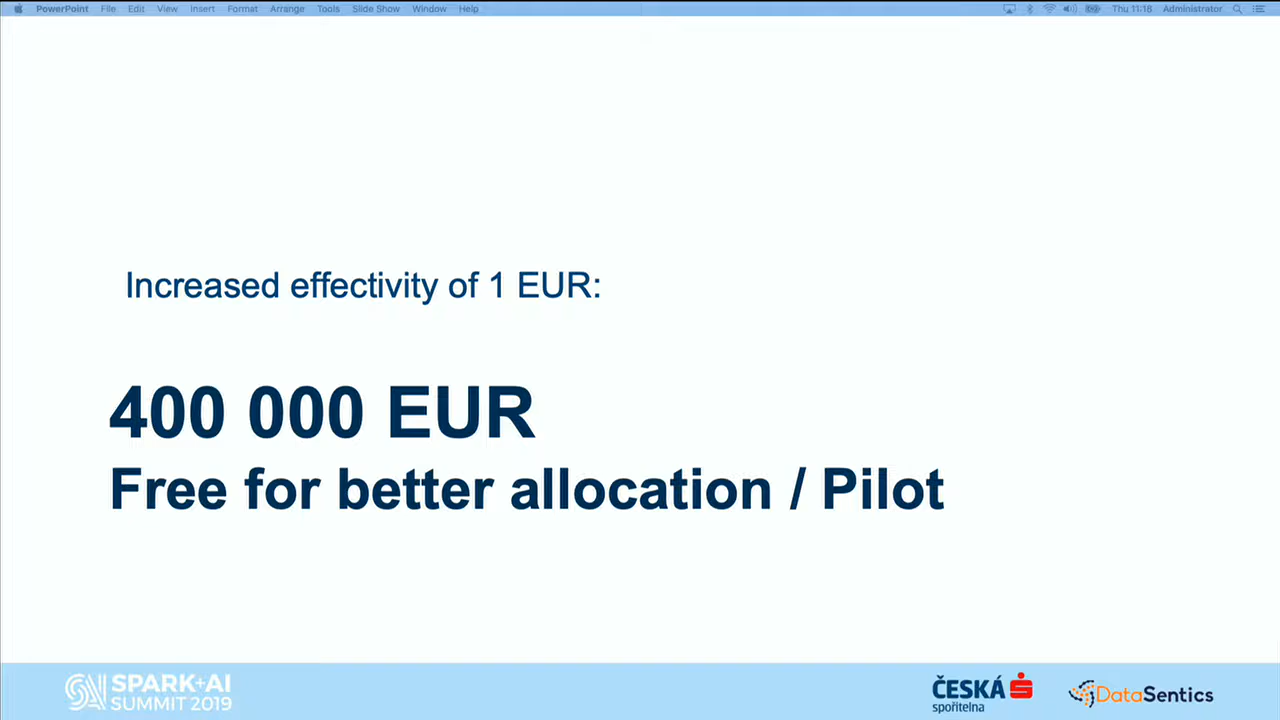 PowerPoint File Edit View Insert Format Arrange Tools Slide Show Window Help Thu 11:18 Administrator
Increased effectivity of 1 EUR:
400 000 EUR
Free for better allocation / Pilot
SPARK+AI
SUMMIT 2019
ČESKÁ
spořitelna
DataSentics